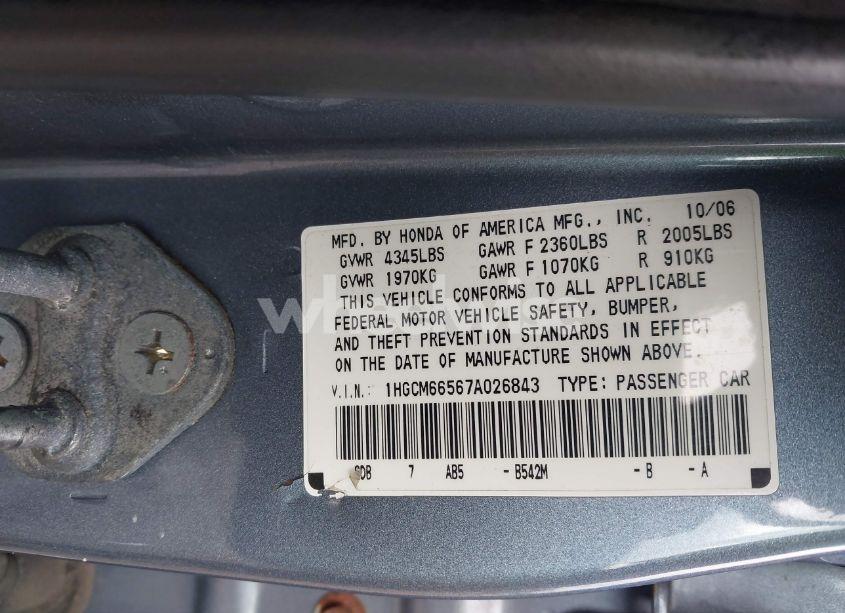 MFD. BY HONDA OF AMERICA MFG., INC. 10/06
GVWR 4345LBS GAWR F 2360LBS R 2005LBS
GVWR 1970KG GAWR F 1070KG R 910KG
THIS VEHICLE CONFORMS TO ALL APPLICABLE
FEDERAL MOTOR VEHICLE SAFETY, BUMPER,
AND THEFT PREVENTION STANDARDS IN EFFECT
ON THE DATE OF MANUFACTURE SHOWN ABOVE.
V.I.N.: 1HGCM66567A026843 TYPE: PASSENGER CAR
SDB 7 AB5 -B542M -B -A